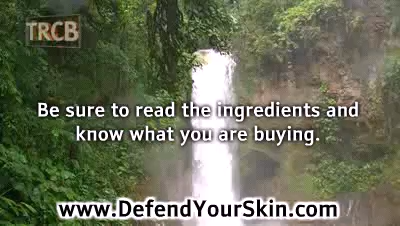 TRCB
Be sure to read the ingredients and
know what you are buying.
www.DefendYourSkin.com